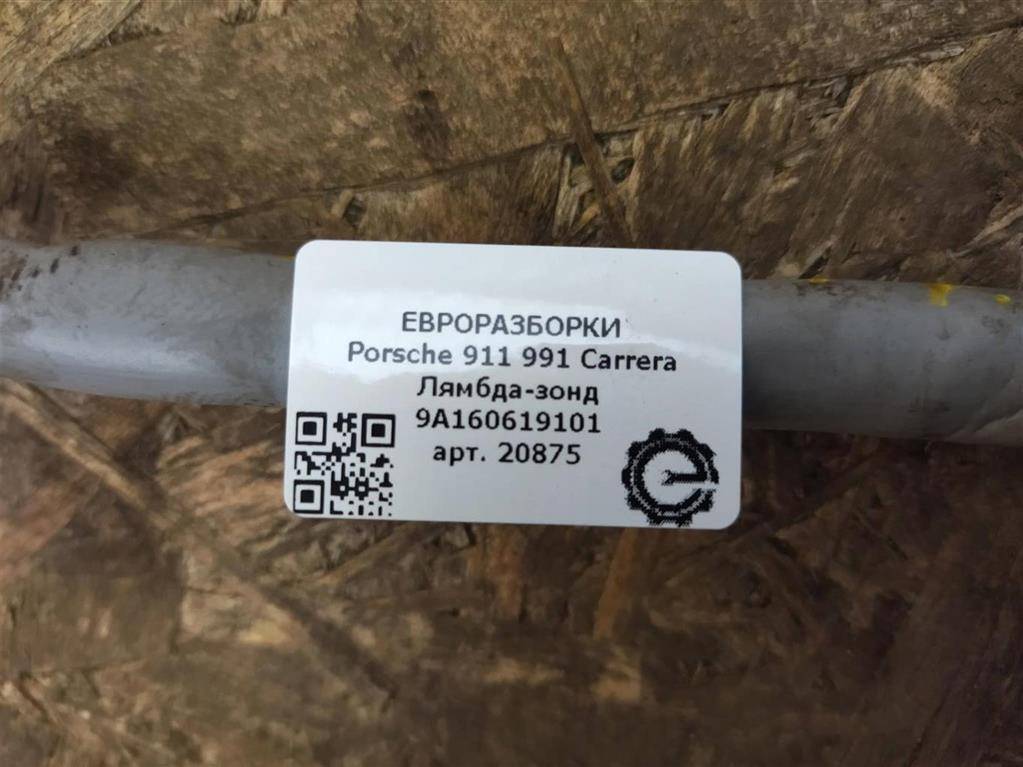 ЕВРОРАЗБОРКИ
Porsche 911 991 Carrera
Лямбда-зонд
9A160619101
арт. 20875